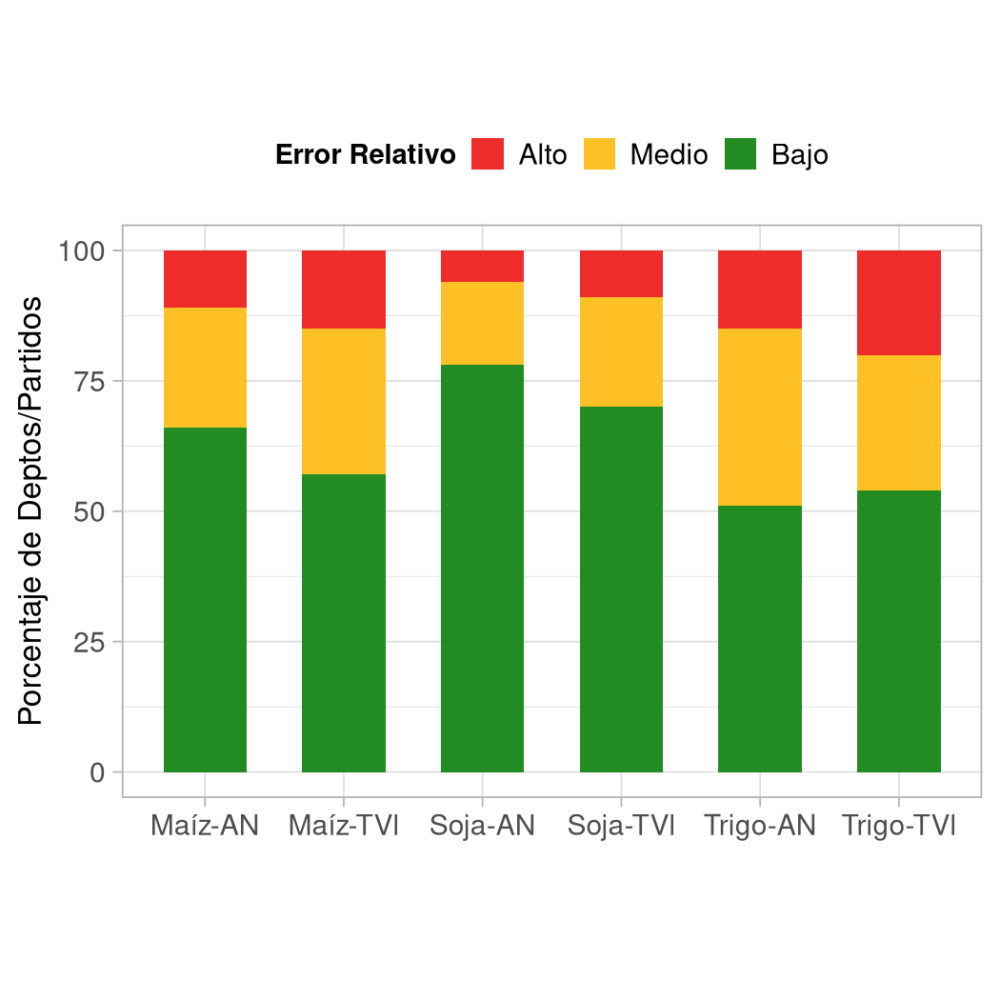 Error Relativo Alto Medio Bajo
Porcentaje de Deptos/Partidos
100
75
50
25
0
Maíz-AN Maíz-TVI Soja-AN Soja-TVI Trigo-AN Trigo-TVI